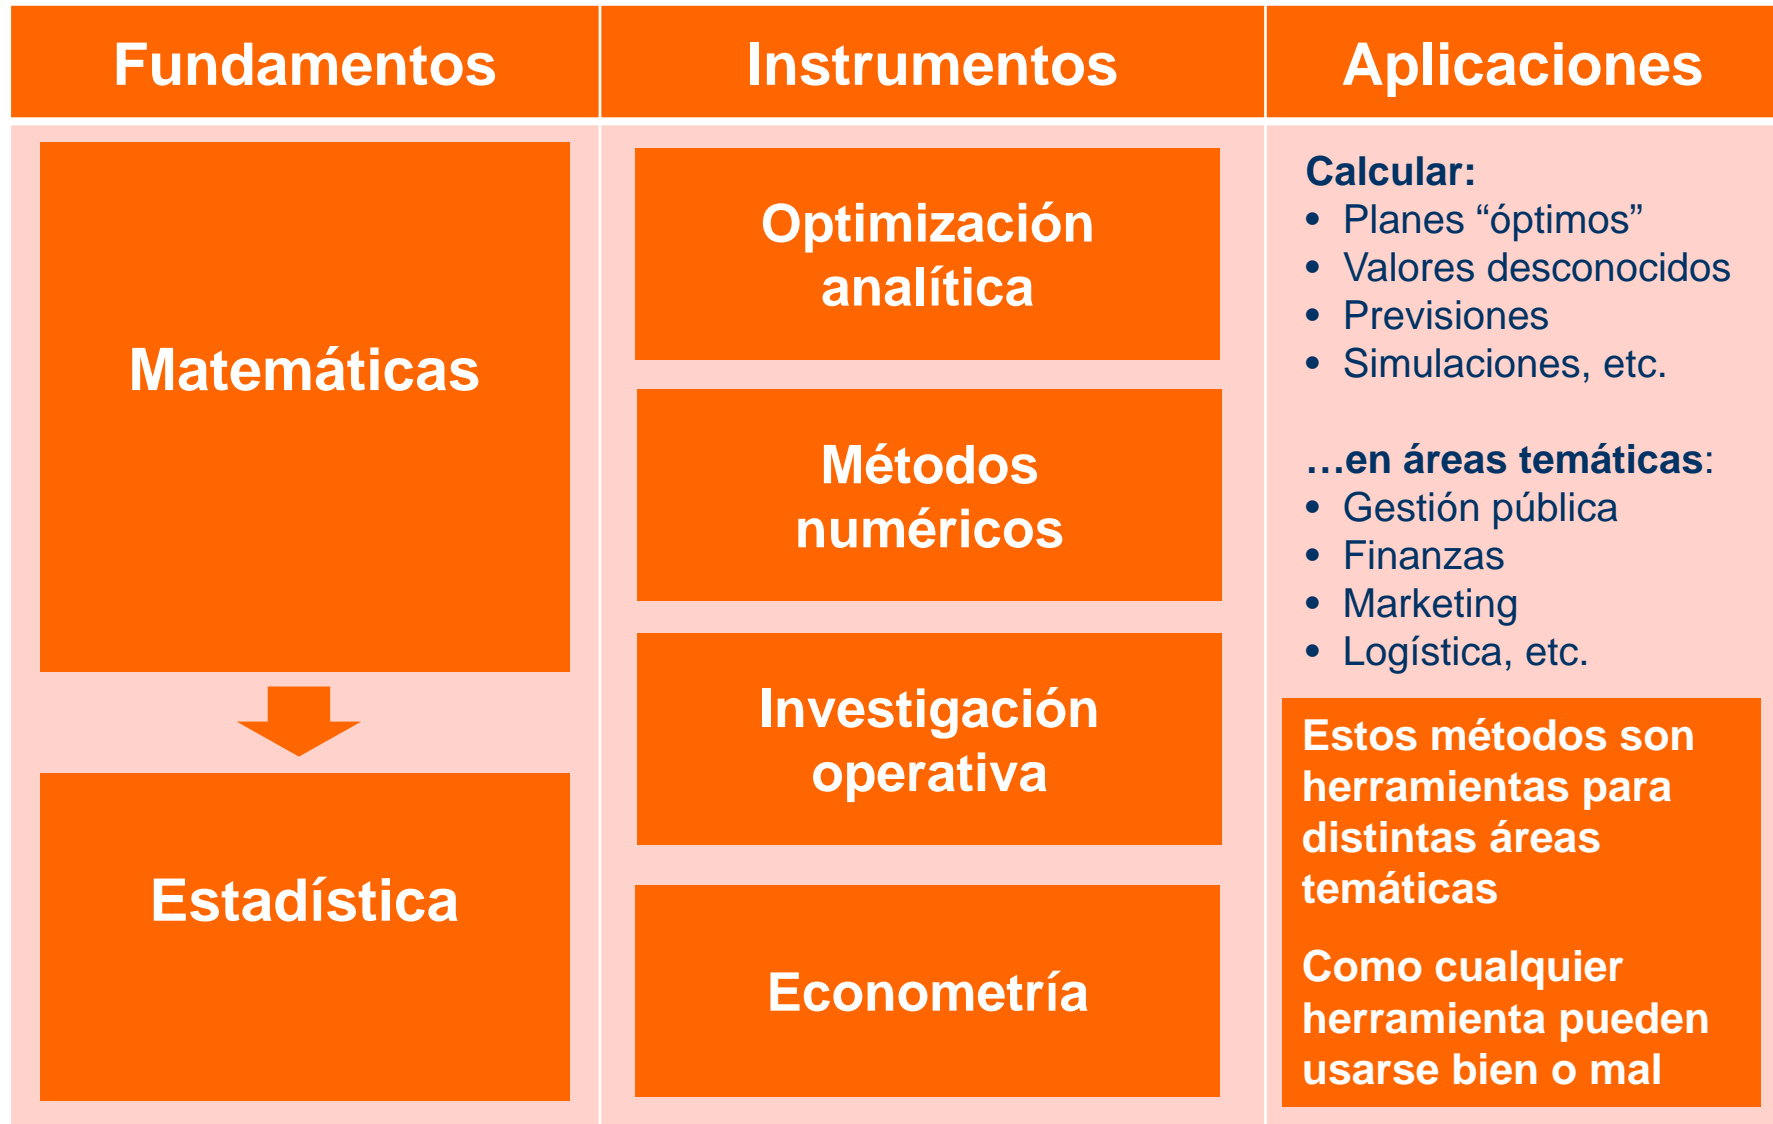 Fundamentos
Instrumentos
Aplicaciones
Matemáticas
Estadística
Optimización
analítica
Métodos
numéricos
Investigación
operativa
Econometría
Calcular:
• Planes “óptimos”
• Valores desconocidos
• Previsiones
• Simulaciones, etc.
…en áreas temáticas:
• Gestión pública
• Finanzas
• Marketing
• Logística, etc.
Estos métodos son
herramientas para
distintas áreas
temáticas
Como cualquier
herramienta pueden
usarse bien o mal